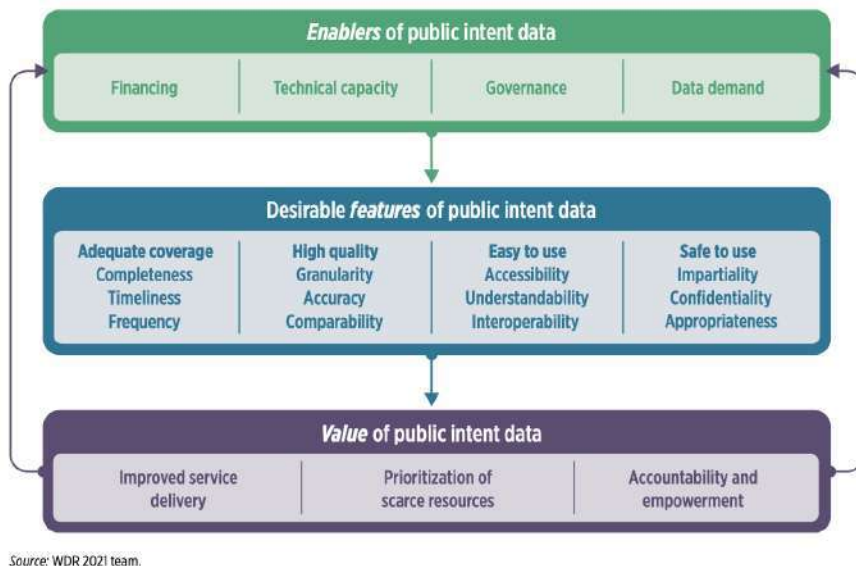 Enablers of public intent data
Financing
Technical capacity
Governance
Data demand
Desirable features of public intent data
Adequate coverage
Completeness
Timeliness
Frequency
High quality
Granularity
Accuracy
Comparability
Easy to use
Accessibility
Understandability
Interoperability
Safe to use
Impartiality
Confidentiality
Appropriateness
Value of public intent data
Improved service
delivery
Prioritization of
scarce resources
Accountability and
empowerment
Source: WDR 2021 team.